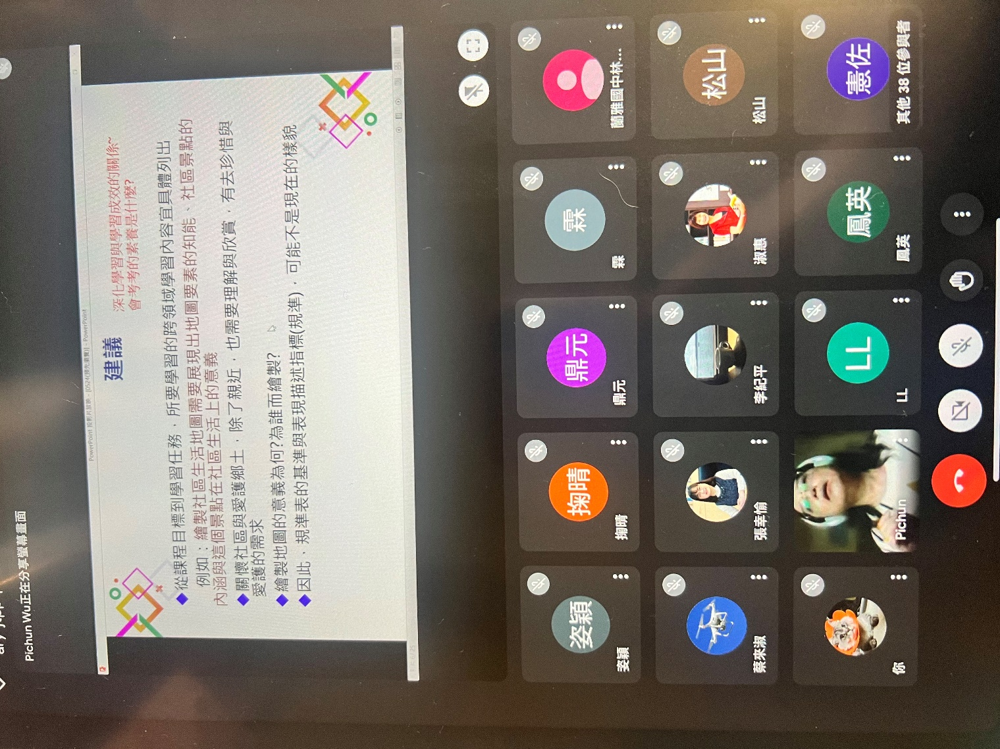 Pichun Wu正在分享螢幕畫面
PowerPoint 投影片放映 - [0524(預先瀏覽)] - PowerPoint
建議
深化學習與學習成效的關係~
會考考的素養是什麼?
從課程目標到學習任務，所要學習的跨領域學習內容宜具體列出
例如：繪製社區生活地圖需要展現出地圖要素的知能、社區景點的
內涵與這個景點在社區生活上的意義
關懷社區與愛護鄉土，除了親近，也需要理解與欣賞，有去珍惜與
愛護的需求
繪製地圖的意義為何?為誰而繪製?
因此，規準表的基準與表現描述指標(規準)，可能不是現在的樣貌
姿穎
姿穎
掬晴
掬晴
鼎元
鼎元
霖
霖
蘭雅國中林...
蔡來淑
張幸愉
李紀平
淑惠
松山
松山
你
Pichun
LL
LL
鳳英
鳳英
憲佐
其他 38 位參與者